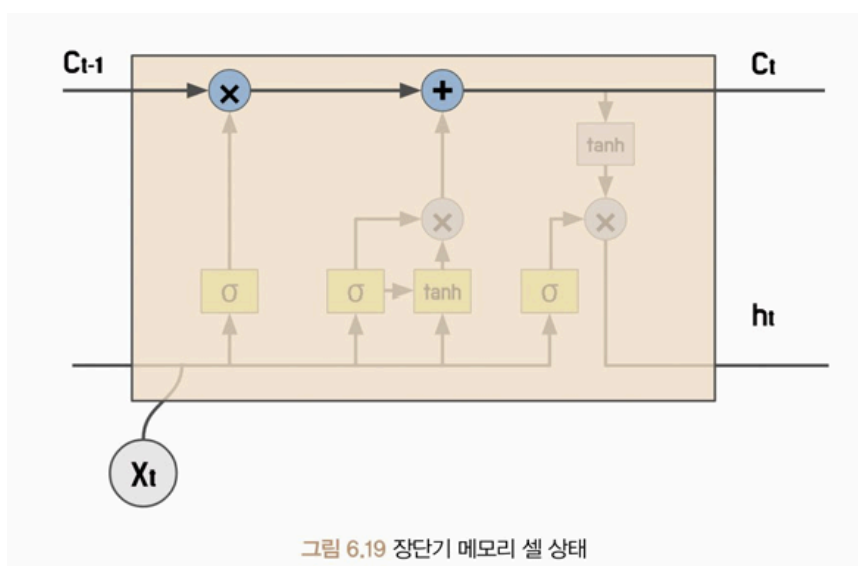 Ct-1
Ct
× +
tanh
× ×
σ σ tanh σ
ht
Xt
그림 6.19 장단기 메모리 셀 상태